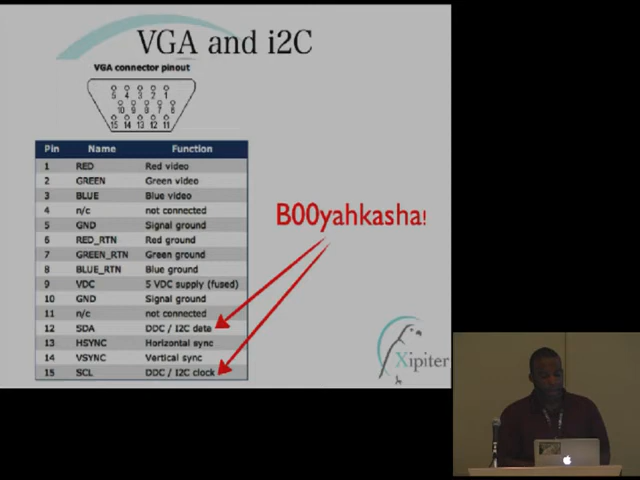 VGA and i2C
VGA connector pinout
5 4 3 2 1
10 9 8 7 6
15 14 13 12 11
Pin Name Function
1 RED Red video
2 GREEN Green video
3 BLUE Blue video
4 n/c not connected
5 GND Signal ground
6 RED_RTN Red ground
7 GREEN_RTN Green ground
8 BLUE_RTN Blue ground
9 VDC 5 VDC supply (fused)
10 GND Signal ground
11 n/c not connected
12 SDA DDC / I2C data
13 HSYNC Horizontal sync
14 VSYNC Vertical sync
15 SCL DDC / I2C clock
B00yahkasha!
Xipiter